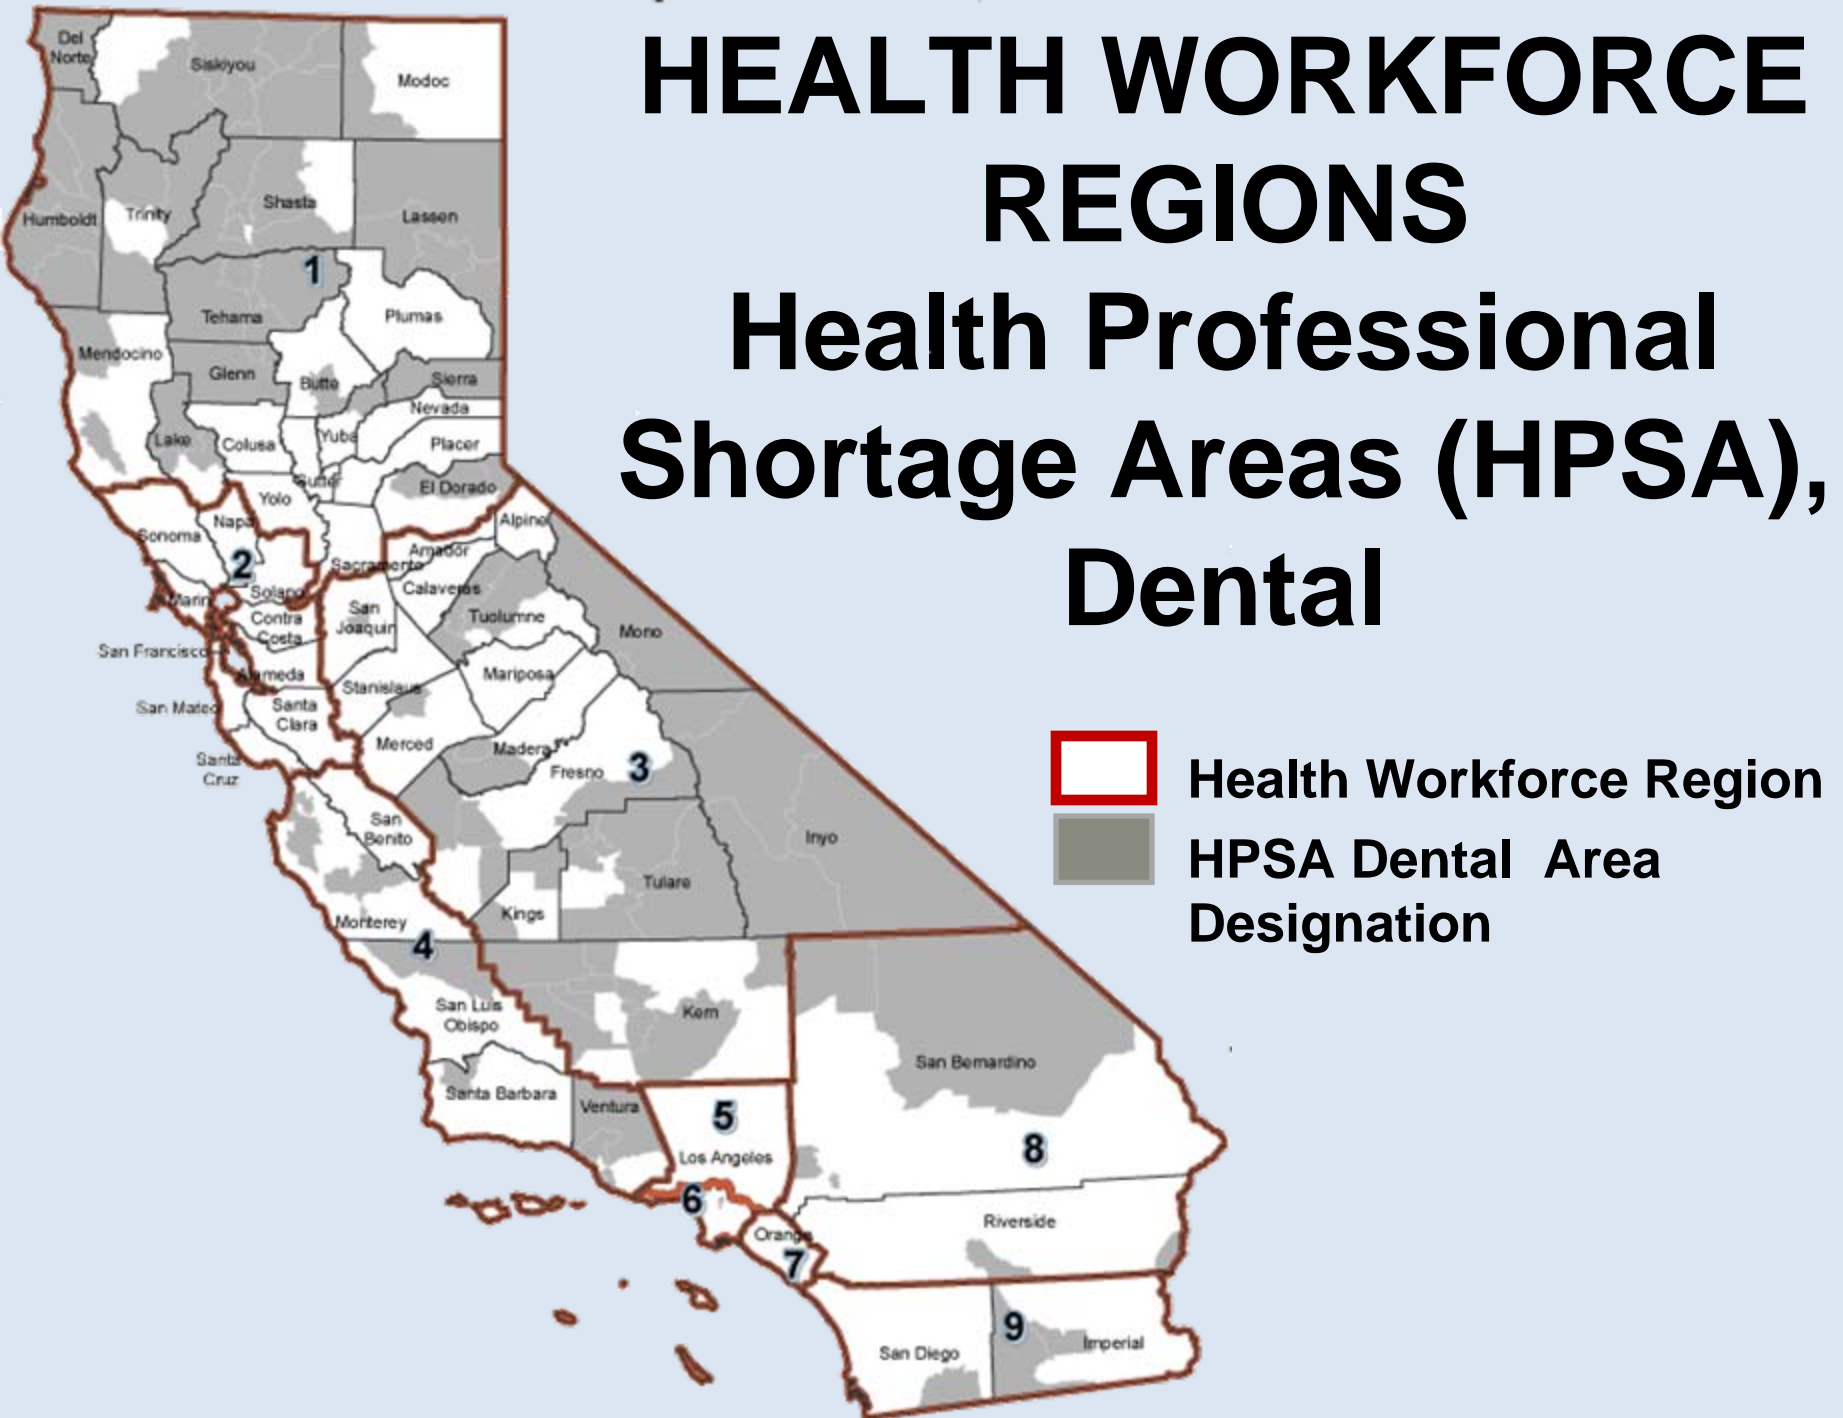 HEALTH WORKFORCE
REGIONS
Health Professional
Shortage Areas (HPSA),
Dental
Health Workforce Region
HPSA Dental Area
Designation
Del
Norte
Siskiyou
Modoc
Humboldt
Trinity
Shasta
Lassen
1
Tehama
Plumas
Mendocino
Glenn
Butte
Sierra
Nevada
Lake
Colusa
Yuba
Placer
Sutter
El Dorado
Yolo
Napa
Sonoma
Alpine
2
Amador
Sacramento
Solano
Calaveras
Marin
Contra
Costa
San
Joaquin
Tuolumne
Mono
San Francisco
Alameda
Stanislaus
Mariposa
San Mateo
Santa
Clara
Merced
Madera
Santa
Cruz
Fresno
3
San
Benito
Inyo
Tulare
Monterey
Kings
4
San Luis
Obispo
Kern
San Bernardino
Santa Barbara
Ventura
5
Los Angeles
8
6
Riverside
Orange
7
9
San Diego
Imperial